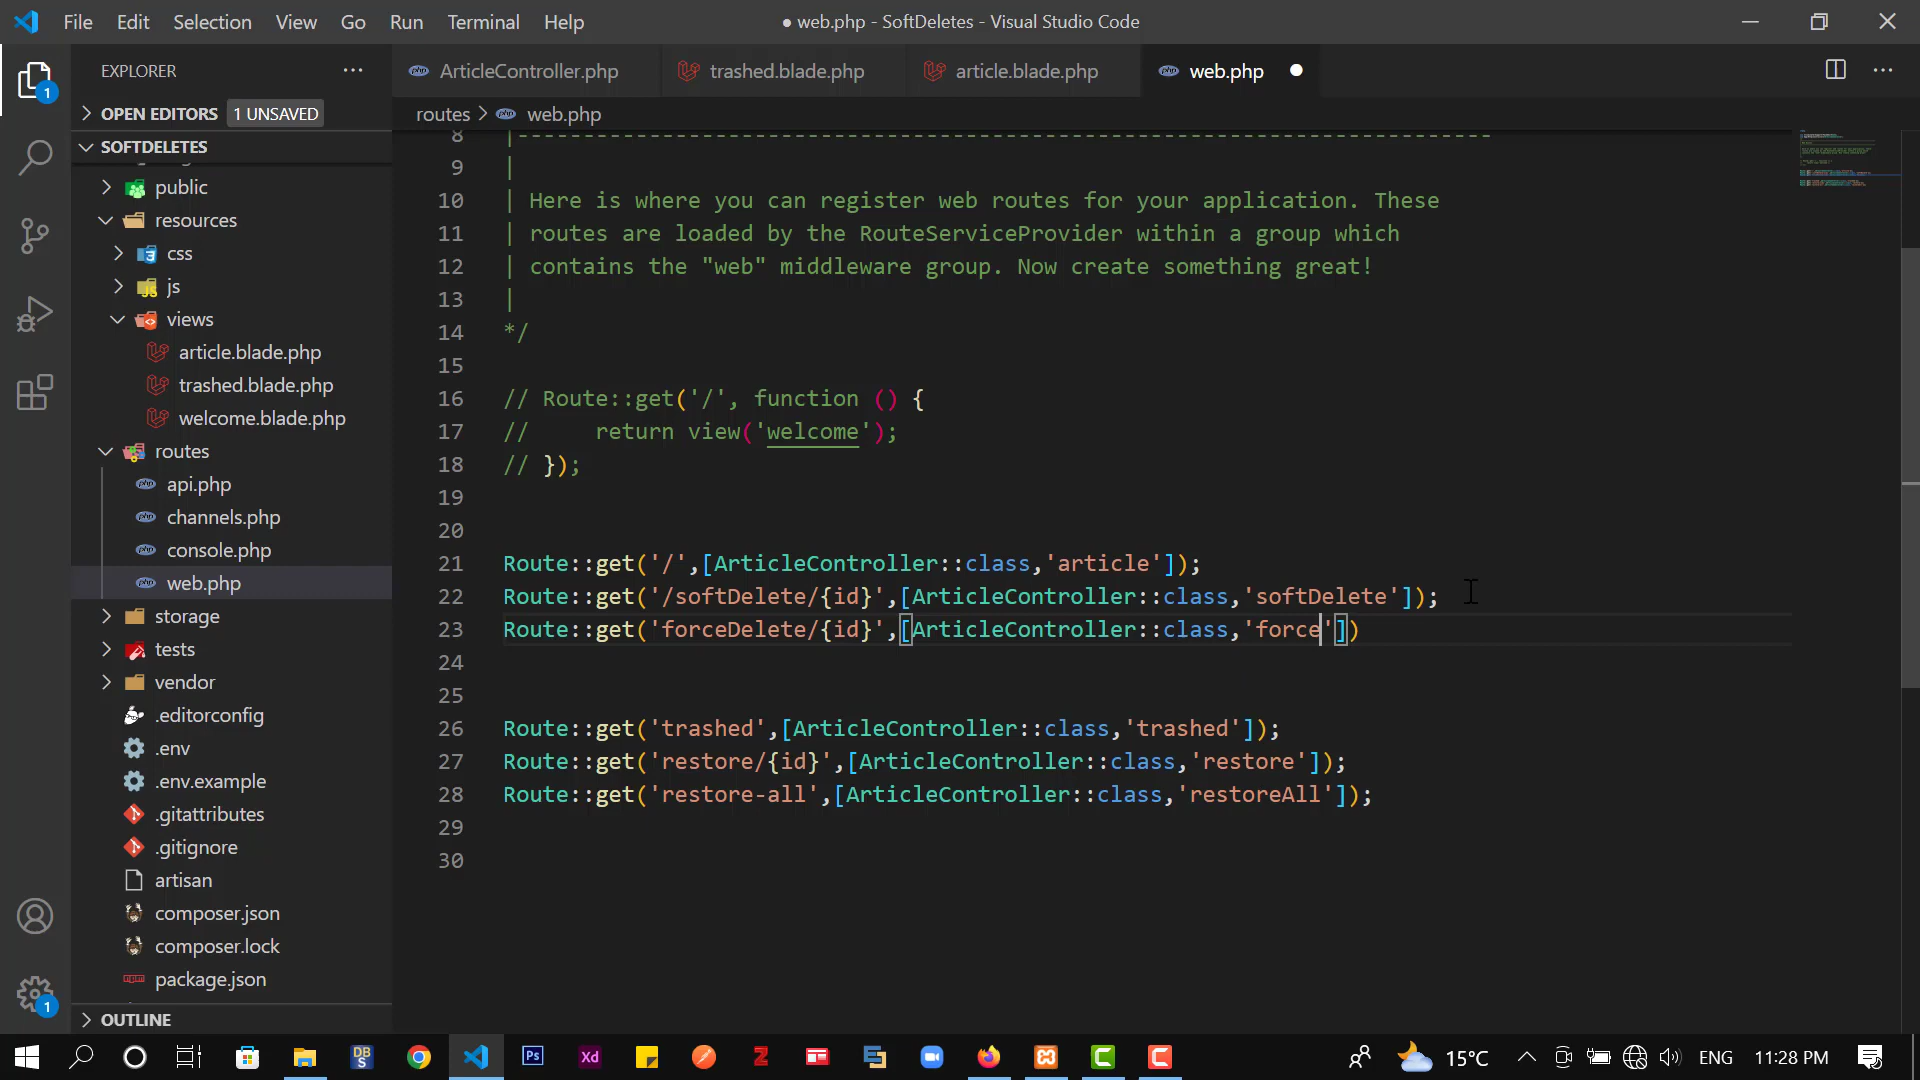 File Edit Selection View Go Run Terminal Help ● web.php - SoftDeletes - Visual Studio Code
EXPLORER
ArticleController.php trashed.blade.php article.blade.php web.php
1
OPEN EDITORS 1 UNSAVED
routes > web.php
SOFTDELETES
public
resources
css
js
views
article.blade.php
trashed.blade.php
welcome.blade.php
routes
api.php
channels.php
console.php
web.php
storage
tests
vendor
.editorconfig
.env
.env.example
.gitattributes
.gitignore
artisan
composer.json
composer.lock
package.json
OUTLINE
1
8 |--------------------------------------------------------------------------
9 |
10 | Here is where you can register web routes for your application. These
11 | routes are loaded by the RouteServiceProvider within a group which
12 | contains the "web" middleware group. Now create something great!
13 |
14 */
15
16 // Route::get('/', function () {
17 //     return view('welcome');
18 // });
19
20
21 Route::get('/',[ArticleController::class,'article']);
22 Route::get('/softDelete/{id}',[ArticleController::class,'softDelete']);
23 Route::get('forceDelete/{id}',[ArticleController::class,'force'])
24
25
26 Route::get('trashed',[ArticleController::class,'trashed']);
27 Route::get('restore/{id}',[ArticleController::class,'restore']);
28 Route::get('restore-all',[ArticleController::class,'restoreAll']);
29
30
DB S Ps Xd Z 15°C ENG 11:28 PM